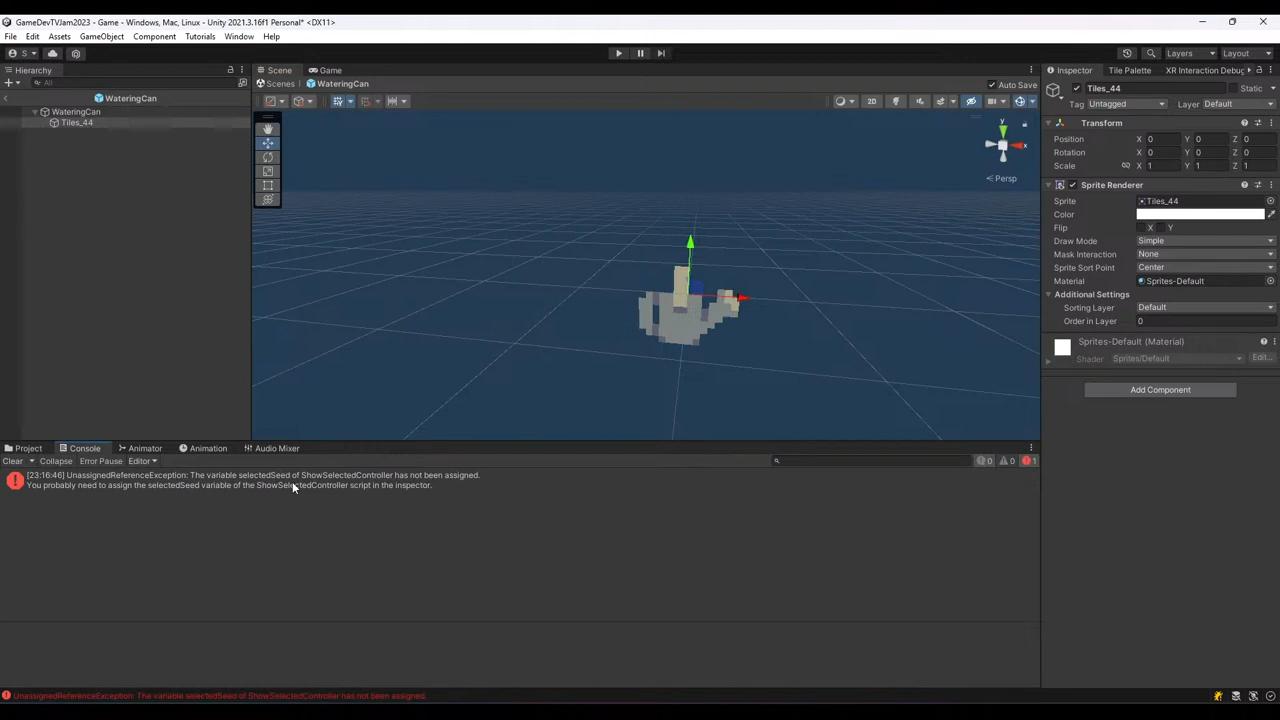 GameDevTVJam2023 - Game - Windows, Mac, Linux - Unity 2021.3.16f1 Personal* <DX11>
File Edit Assets GameObject Component Tutorials Window Help
S Layers Layout
Hierarchy Scene Game Inspector Tile Palette XR Interaction Debug
All Scenes WateringCan Auto Save Tiles_44 Static
WateringCan 2D Tag Untagged Layer Default
WateringCan
Tiles_44
Transform
y
x
Persp
Position X 0 Y 0 Z 0
Rotation X 0 Y 0 Z 0
Scale X 1 Y 1 Z 1
Sprite Renderer
Sprite Tiles_44
Color
Flip X Y
Draw Mode Simple
Mask Interaction None
Sprite Sort Point Center
Material Sprites-Default
Additional Settings
Sorting Layer Default
Order in Layer 0
Sprites-Default (Material)
Shader Sprites/Default Edit...
Add Component
Project Console Animator Animation Audio Mixer
Clear Collapse Error Pause Editor 0 0 1
[23:16:46] UnassignedReferenceException: The variable selectedSeed of ShowSelectedController has not been assigned.
You probably need to assign the selectedSeed variable of the ShowSelectedController script in the inspector.
UnassignedReferenceException: The variable selectedSeed of ShowSelectedController has not been assigned.